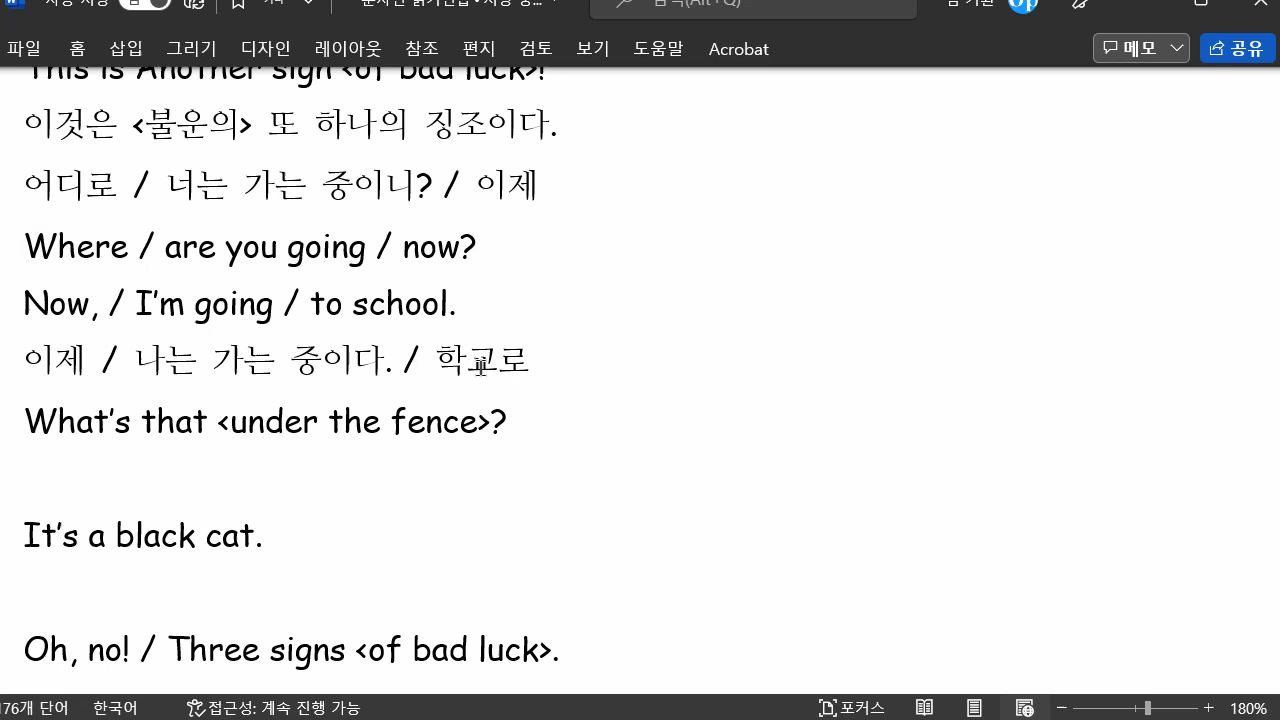 파일 홈 삽입 그리기 디자인 레이아웃 참조 편지 검토 보기 도움말 Acrobat 메모 공유
This is Another sign <of bad luck>!
이것은 <불운의> 또 하나의 징조이다.
어디로 / 너는 가는 중이니? / 이제
Where / are you going / now?
Now, / I'm going / to school.
이제 / 나는 가는 중이다. / 학교로
What's that <under the fence>?
It's a black cat.
Oh, no! / Three signs <of bad luck>.
176개 단어 한국어 접근성: 계속 진행 가능 포커스 180%